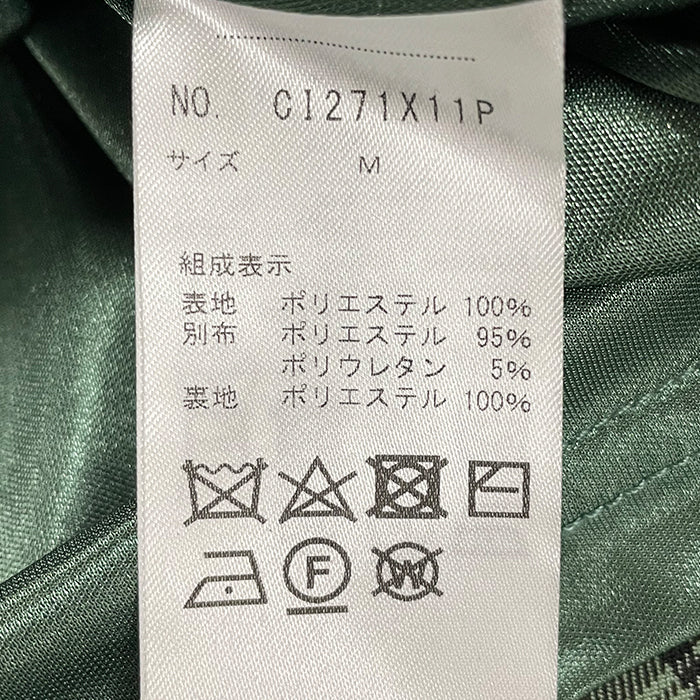 NO. CI271X11P
サイズ M
組成表示
表地 ポリエステル 100%
別布 ポリエステル 95%
ポリウレタン 5%
裏地 ポリエステル 100%
F
W